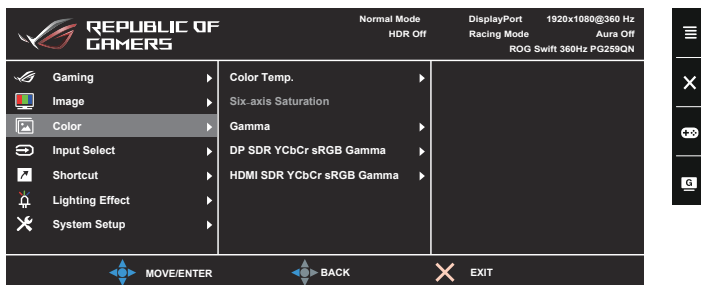 REPUBLIC OF
GAMERS
Normal Mode
HDR Off
DisplayPort 1920x1080@360 Hz
Racing Mode Aura Off
ROG Swift 360Hz PG259QN
Gaming
Image
Color
Input Select
Shortcut
Lighting Effect
System Setup
Color Temp.
Six-axis Saturation
Gamma
DP SDR YCbCr sRGB Gamma
HDMI SDR YCbCr sRGB Gamma
MOVE/ENTER
BACK
EXIT
G